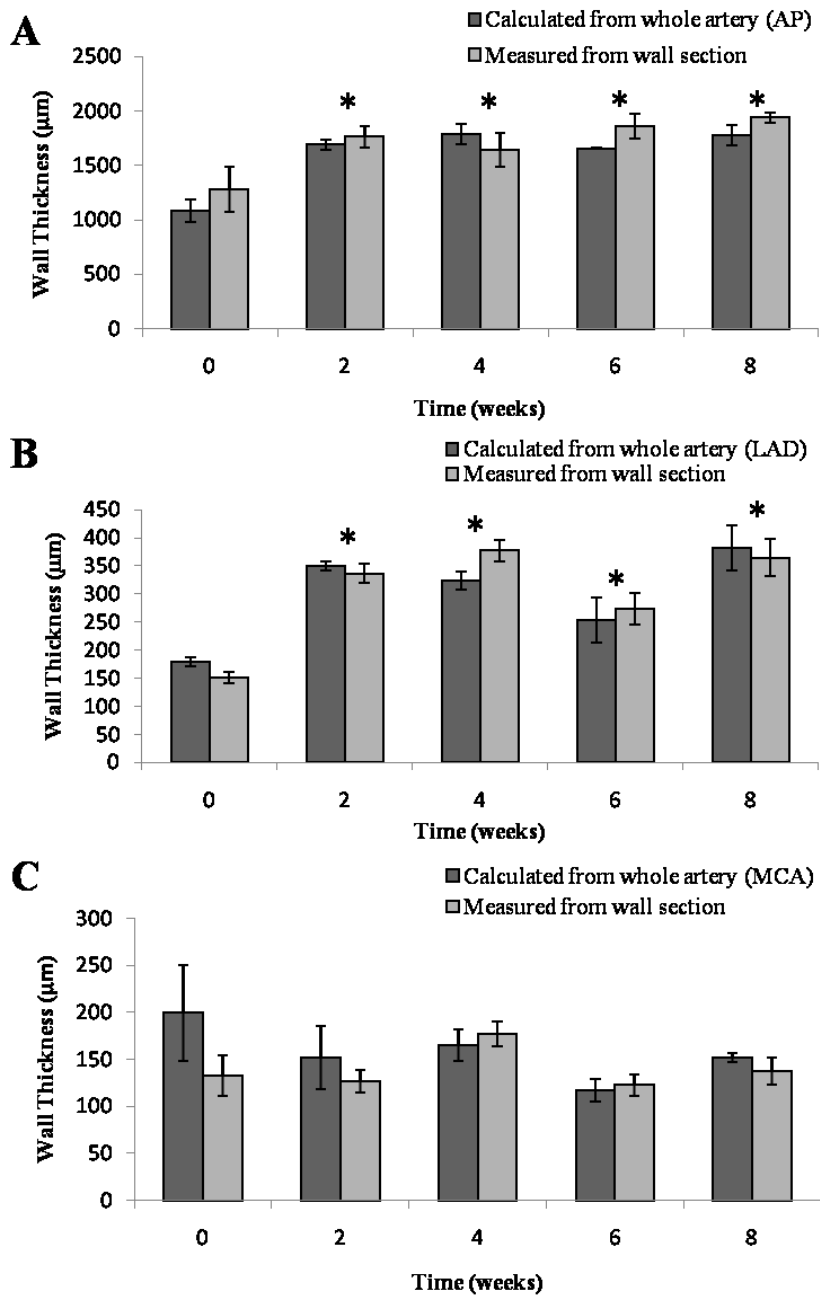 A
Calculated from whole artery (AP)
Measured from wall section
2500
2000
1500
1000
500
0
Wall Thickness (μm)
* * * *
0 2 4 6 8
Time (weeks)
B
Calculated from whole artery (LAD)
Measured from wall section
450
400
350
300
250
200
150
100
50
0
Wall Thickness (μm)
* * * *
0 2 4 6 8
Time (weeks)
C
Calculated from whole artery (MCA)
Measured from wall section
300
250
200
150
100
50
0
Wall Thickness (μm)
0 2 4 6 8
Time (weeks)